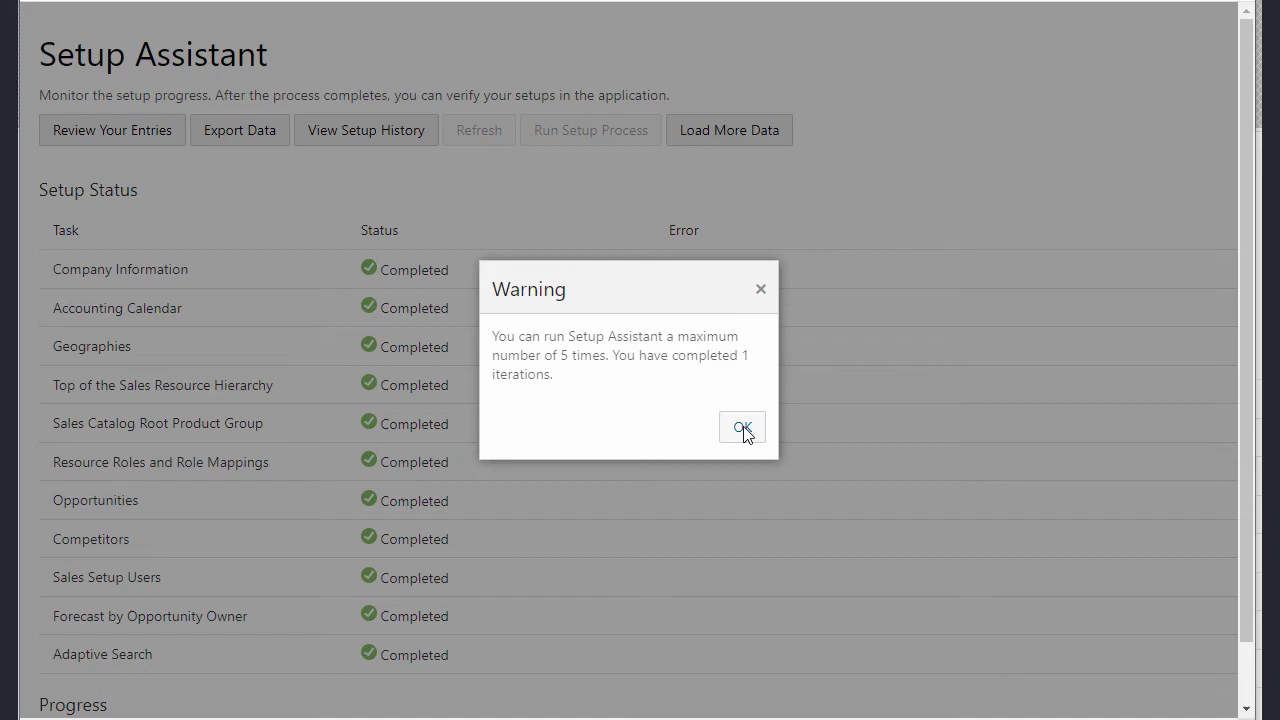 Setup Assistant
Monitor the setup progress. After the process completes, you can verify your setups in the application.
Review Your Entries Export Data View Setup History Refresh Run Setup Process Load More Data
Setup Status
Task Status Error
Company Information Completed
Accounting Calendar Completed
Geographies Completed
Top of the Sales Resource Hierarchy Completed
Sales Catalog Root Product Group Completed
Resource Roles and Role Mappings Completed
Opportunities Completed
Competitors Completed
Sales Setup Users Completed
Forecast by Opportunity Owner Completed
Adaptive Search Completed
Progress
Warning
You can run Setup Assistant a maximum
number of 5 times. You have completed 1
iterations.
OK